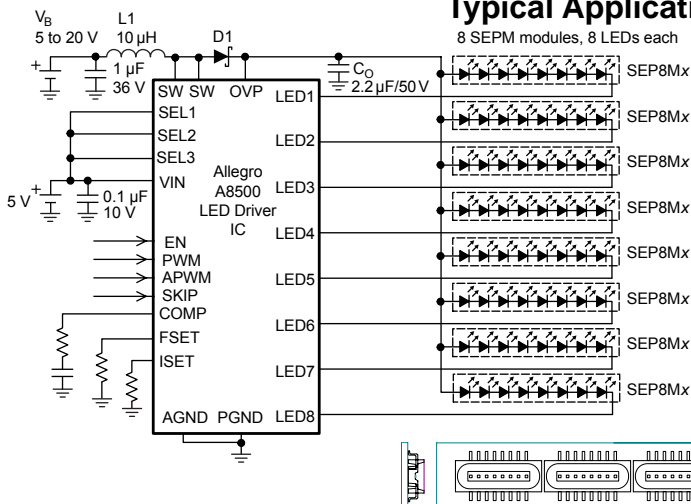 Typical Applicati
8 SEPM modules, 8 LEDs each
V_B
5 to 20 V
L1
10 µH
D1
+
1 µF
36 V
C_O
2.2 µF/50 V
SW SW OVP
SEL1
SEL2
SEL3
VIN
5 V
+
0.1 µF
10 V
Allegro
A8500
LED Driver
IC
EN
PWM
APWM
SKIP
COMP
FSET
ISET
AGND PGND
LED1
LED2
LED3
LED4
LED5
LED6
LED7
LED8
SEP8Mx
SEP8Mx
SEP8Mx
SEP8Mx
SEP8Mx
SEP8Mx
SEP8Mx
SEP8Mx